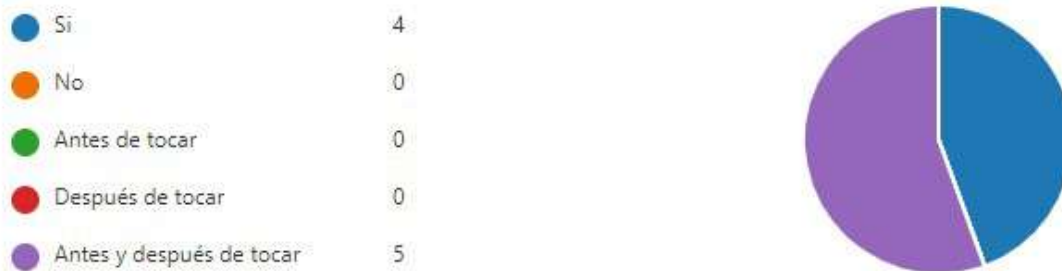 Si 4
No 0
Antes de tocar 0
Después de tocar 0
Antes y después de tocar 5